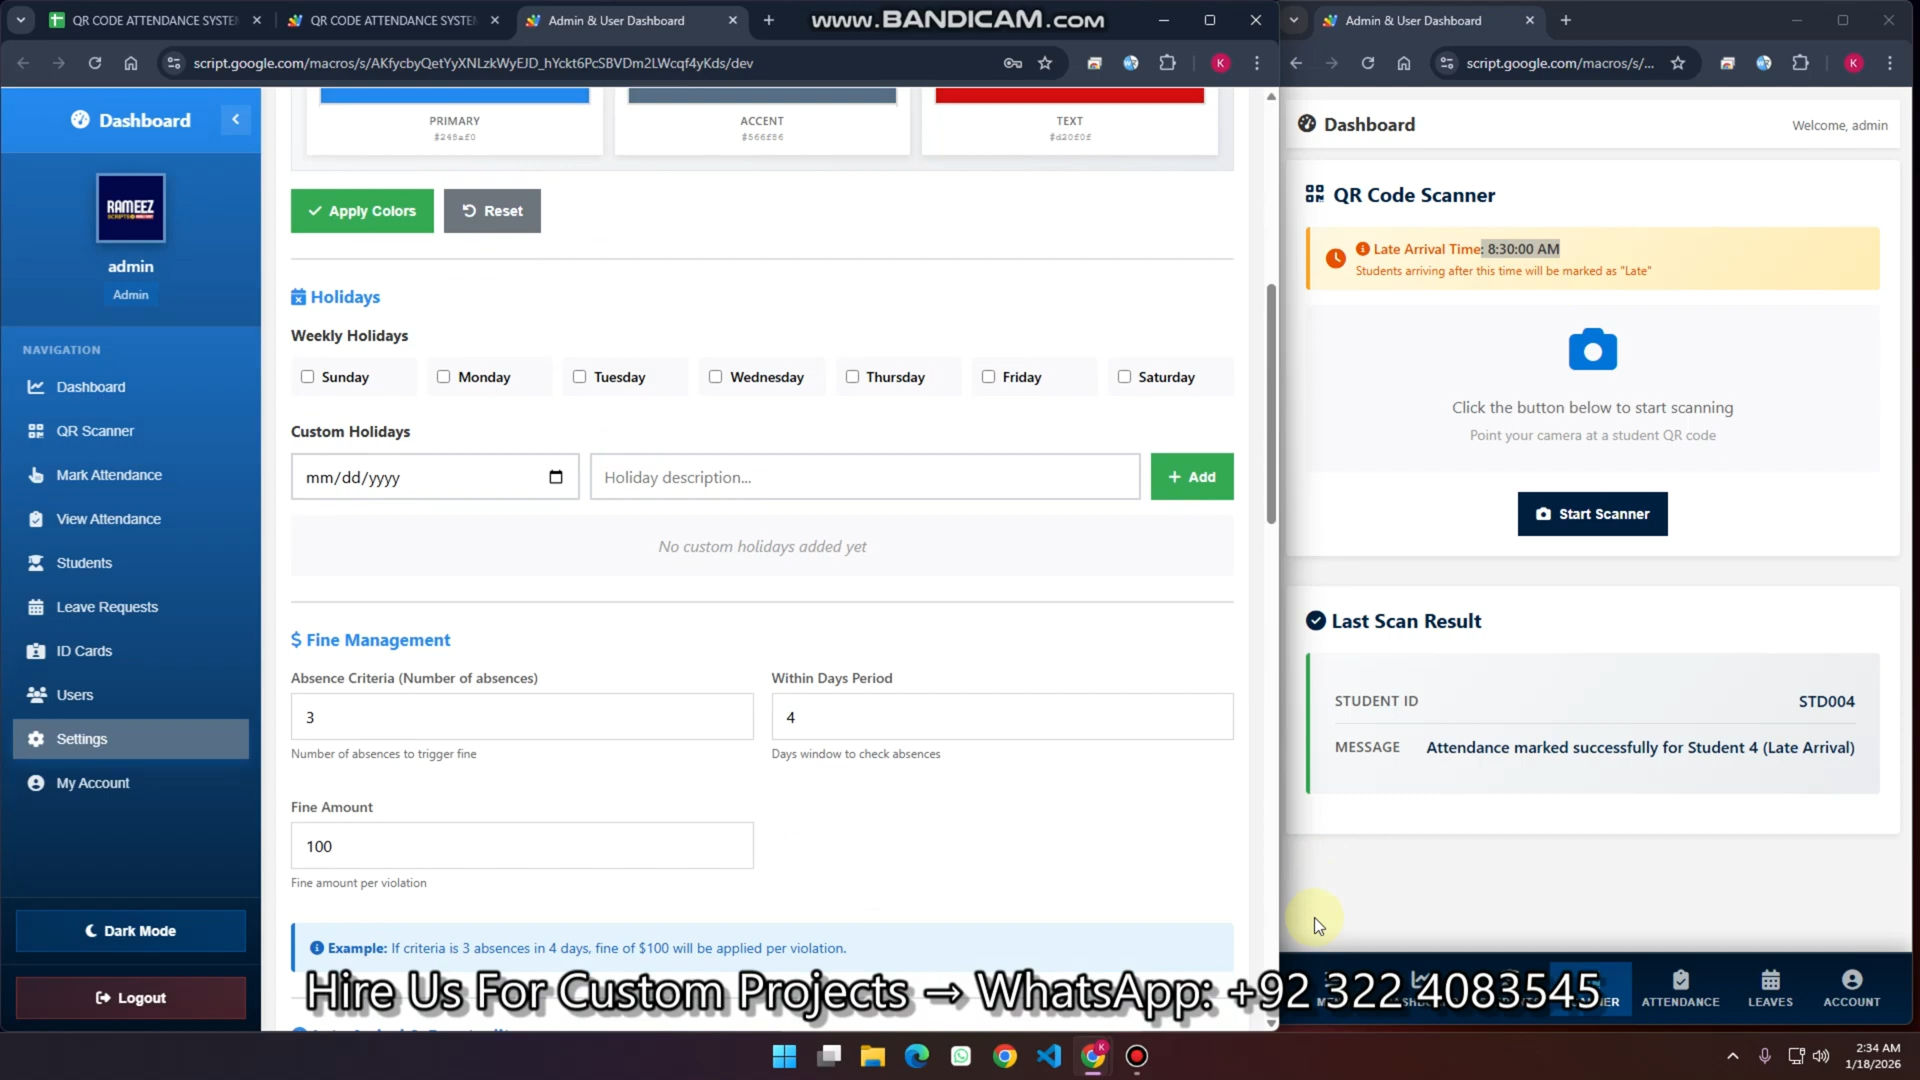 QR CODE ATTENDANCE SYSTEM
QR CODE ATTENDANCE SYSTEM
Admin & User Dashboard
www.BANDICAM.com
Admin & User Dashboard
script.google.com/macros/s/AKfycbyQetYyXNLzkWyEJD_hYckt6PcSBVDm2LWcqf4yKds/dev
K
script.google.com/macros/s/...
K
Dashboard
RAMEEZ
SCRIPTS
admin
Admin
NAVIGATION
Dashboard
QR Scanner
Mark Attendance
View Attendance
Students
Leave Requests
ID Cards
Users
Settings
My Account
Dark Mode
Logout
PRIMARY
#248af0
ACCENT
#566f86
TEXT
#d20f0f
Apply Colors
Reset
Holidays
Weekly Holidays
Sunday
Monday
Tuesday
Wednesday
Thursday
Friday
Saturday
Custom Holidays
mm/dd/yyyy
Holiday description...
+ Add
No custom holidays added yet
$ Fine Management
Absence Criteria (Number of absences)
Within Days Period
3
4
Number of absences to trigger fine
Days window to check absences
Fine Amount
100
Fine amount per violation
Example: If criteria is 3 absences in 4 days, fine of $100 will be applied per violation.
Hire Us For Custom Projects → WhatsApp: +92 322 4083545
Dashboard
Welcome, admin
QR Code Scanner
Late Arrival Time: 8:30:00 AM
Students arriving after this time will be marked as "Late"
Click the button below to start scanning
Point your camera at a student QR code
Start Scanner
Last Scan Result
STUDENT ID
STD004
MESSAGE
Attendance marked successfully for Student 4 (Late Arrival)
ATTENDANCE
LEAVES
ACCOUNT
2:34 AM
1/18/2026